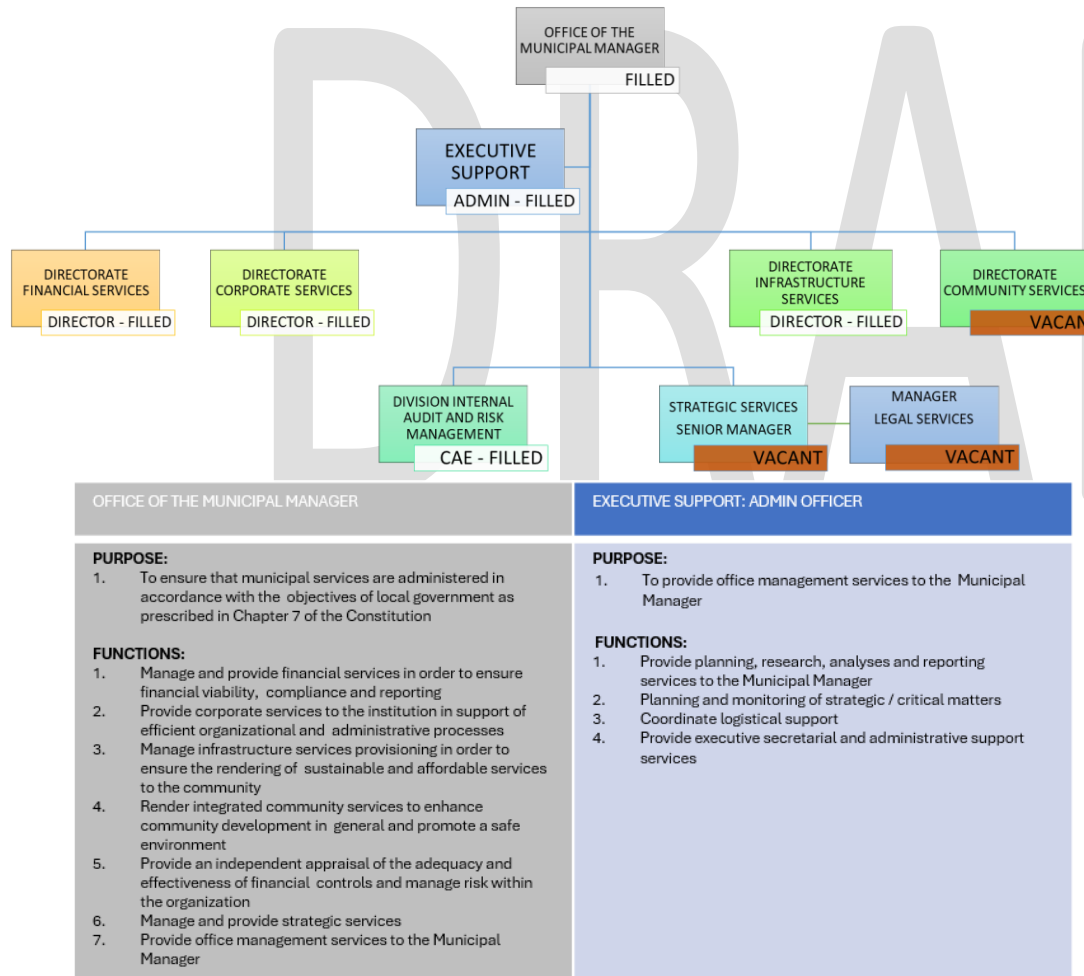 OFFICE OF THE
MUNICIPAL MANAGER
FILLED
EXECUTIVE
SUPPORT
ADMIN - FILLED
DIRECTORATE
FINANCIAL SERVICES
DIRECTOR - FILLED
DIRECTORATE
CORPORATE SERVICES
DIRECTOR - FILLED
DIRECTORATE
INFRASTRUCTURE
SERVICES
DIRECTOR - FILLED
DIRECTORATE
COMMUNITY SERVICES
VACAN
DIVISION INTERNAL
AUDIT AND RISK
MANAGEMENT
CAE - FILLED
STRATEGIC SERVICES
SENIOR MANAGER
VACANT
MANAGER
LEGAL SERVICES
VACANT
DRA
OFFICE OF THE MUNICIPAL MANAGER
PURPOSE:
1. To ensure that municipal services are administered in
accordance with the objectives of local government as
prescribed in Chapter 7 of the Constitution
FUNCTIONS:
1. Manage and provide financial services in order to ensure
financial viability, compliance and reporting
2. Provide corporate services to the institution in support of
efficient organizational and administrative processes
3. Manage infrastructure services provisioning in order to
ensure the rendering of sustainable and affordable services
to the community
4. Render integrated community services to enhance
community development in general and promote a safe
environment
5. Provide an independent appraisal of the adequacy and
effectiveness of financial controls and manage risk within
the organization
6. Manage and provide strategic services
7. Provide office management services to the Municipal
Manager
EXECUTIVE SUPPORT: ADMIN OFFICER
PURPOSE:
1. To provide office management services to the Municipal
Manager
FUNCTIONS:
1. Provide planning, research, analyses and reporting
services to the Municipal Manager
2. Planning and monitoring of strategic / critical matters
3. Coordinate logistical support
4. Provide executive secretarial and administrative support
services